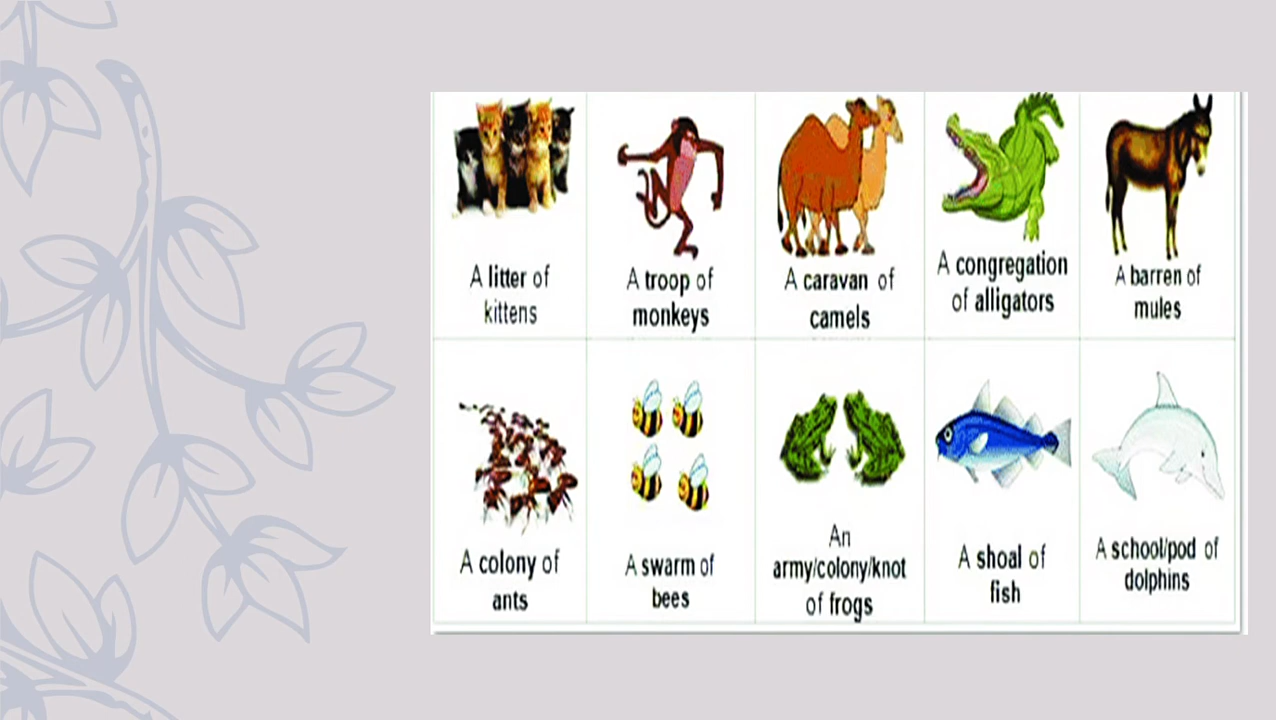 A litter of
kittens
A troop of
monkeys
A caravan of
camels
A congregation
of alligators
A barren of
mules
A colony of
ants
A swarm of
bees
An
army/colony/knot
of frogs
A shoal of
fish
A school/pod of
dolphins